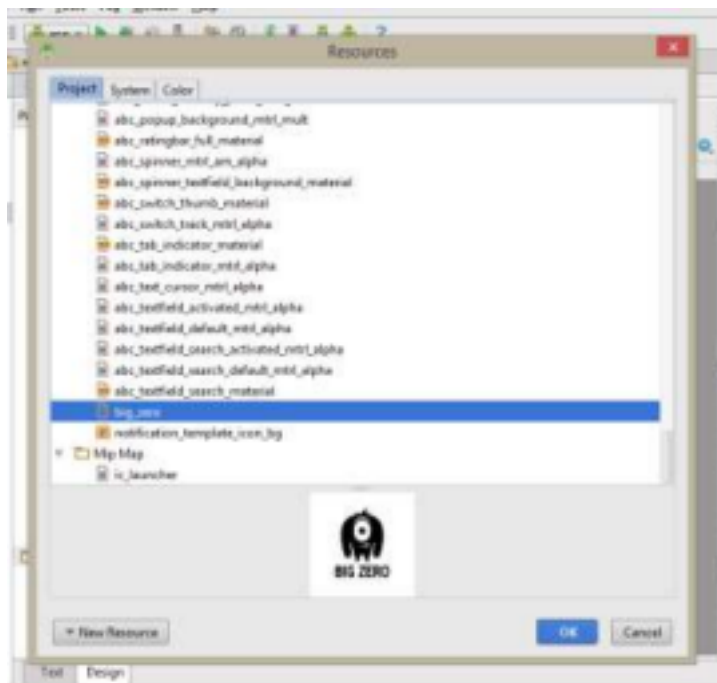 Resources
Project System Color
abc_popup_background_mtrl_mult
abc_ratingbar_full_material
abc_spinner_mtrl_am_alpha
abc_spinner_textfield_background_material
abc_switch_thumb_material
abc_switch_track_mtrl_alpha
abc_tab_indicator_material
abc_tab_indicator_mtrl_alpha
abc_text_cursor_mtrl_alpha
abc_textfield_activated_mtrl_alpha
abc_textfield_default_mtrl_alpha
abc_textfield_search_activated_mtrl_alpha
abc_textfield_search_default_mtrl_alpha
abc_textfield_search_material
big_zero
notification_template_icon_bg
Mip Map
ic_launcher
BIG ZERO
New Resource OK Cancel
Text Design